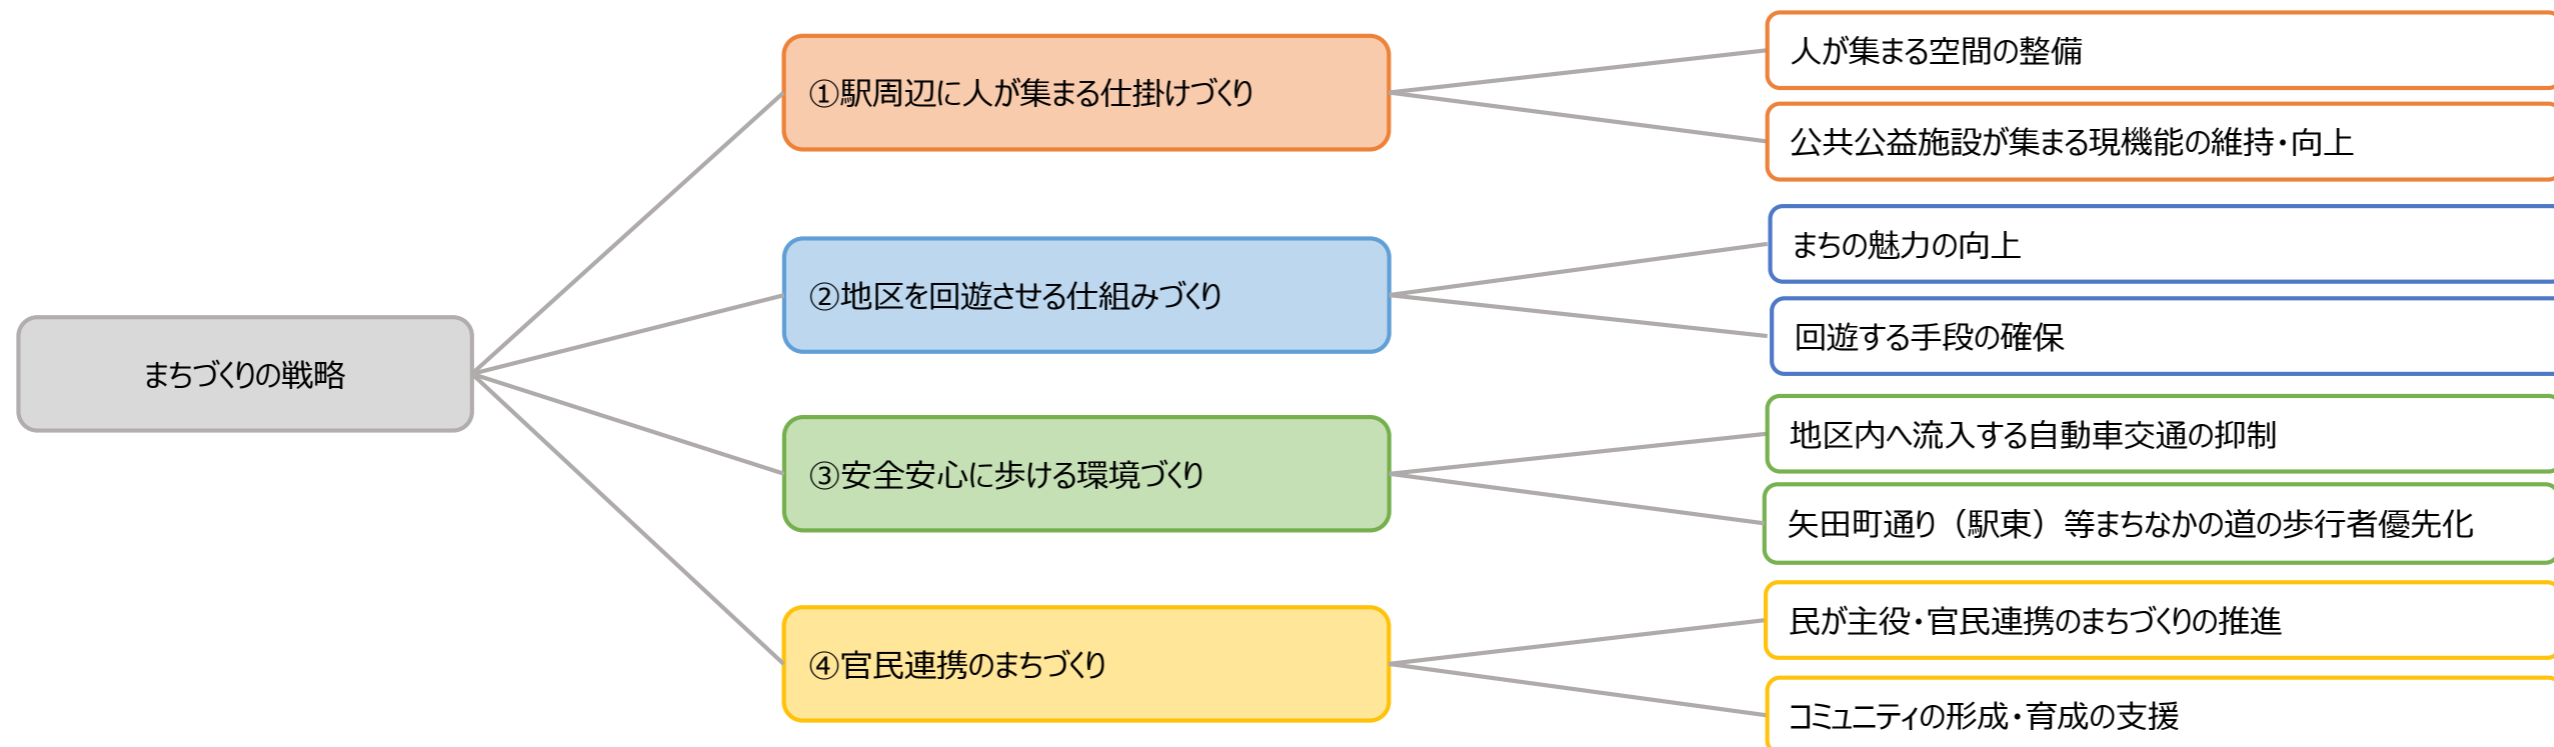 まちづくりの戦略
①駅周辺に人が集まる仕掛けづくり
人が集まる空間の整備
公共公益施設が集まる現機能の維持・向上
②地区を回遊させる仕組みづくり
まちの魅力の向上
回遊する手段の確保
③安全安心に歩ける環境づくり
地区内へ流入する自動車交通の抑制
矢田町通り（駅東）等まちなかの道の歩行者優先化
④官民連携のまちづくり
民が主役・官民連携のまちづくりの推進
コミュニティの形成・育成の支援